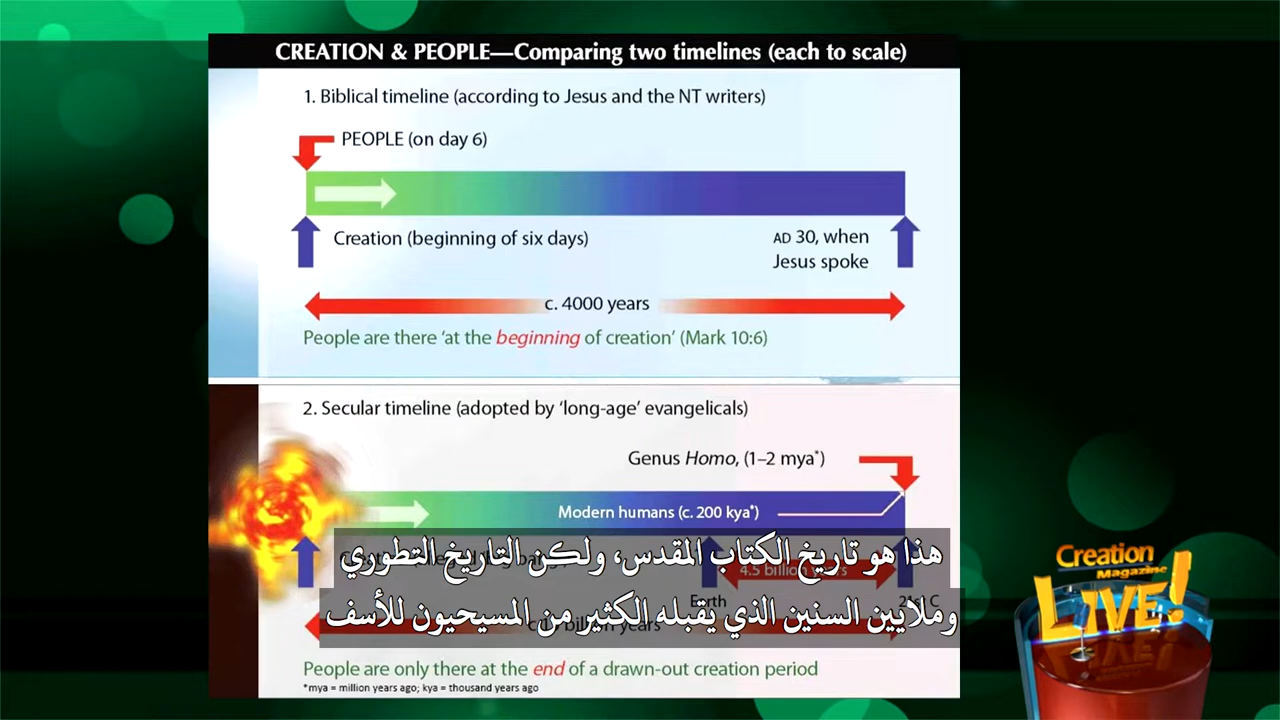 CREATION & PEOPLE—Comparing two timelines (each to scale)
1. Biblical timeline (according to Jesus and the NT writers)
PEOPLE (on day 6)
Creation (beginning of six days)
AD 30, when
Jesus spoke
c. 4000 years
People are there ‘at the beginning of creation’ (Mark 10:6)
2. Secular timeline (adopted by ‘long-age’ evangelicals)
Genus Homo, (1–2 mya*)
Modern humans (c. 200 kya*)
4.5 billion years
هذا هو تاريخ الكتاب المقدس، ولكن التاريخ التطوري
Earth
وملايين السنين الذي يقبله الكثير من المسيحيون للأسف
People are only there at the end of a drawn-out creation period
*mya = million years ago; kya = thousand years ago
Creation
Magazine
LIVE!